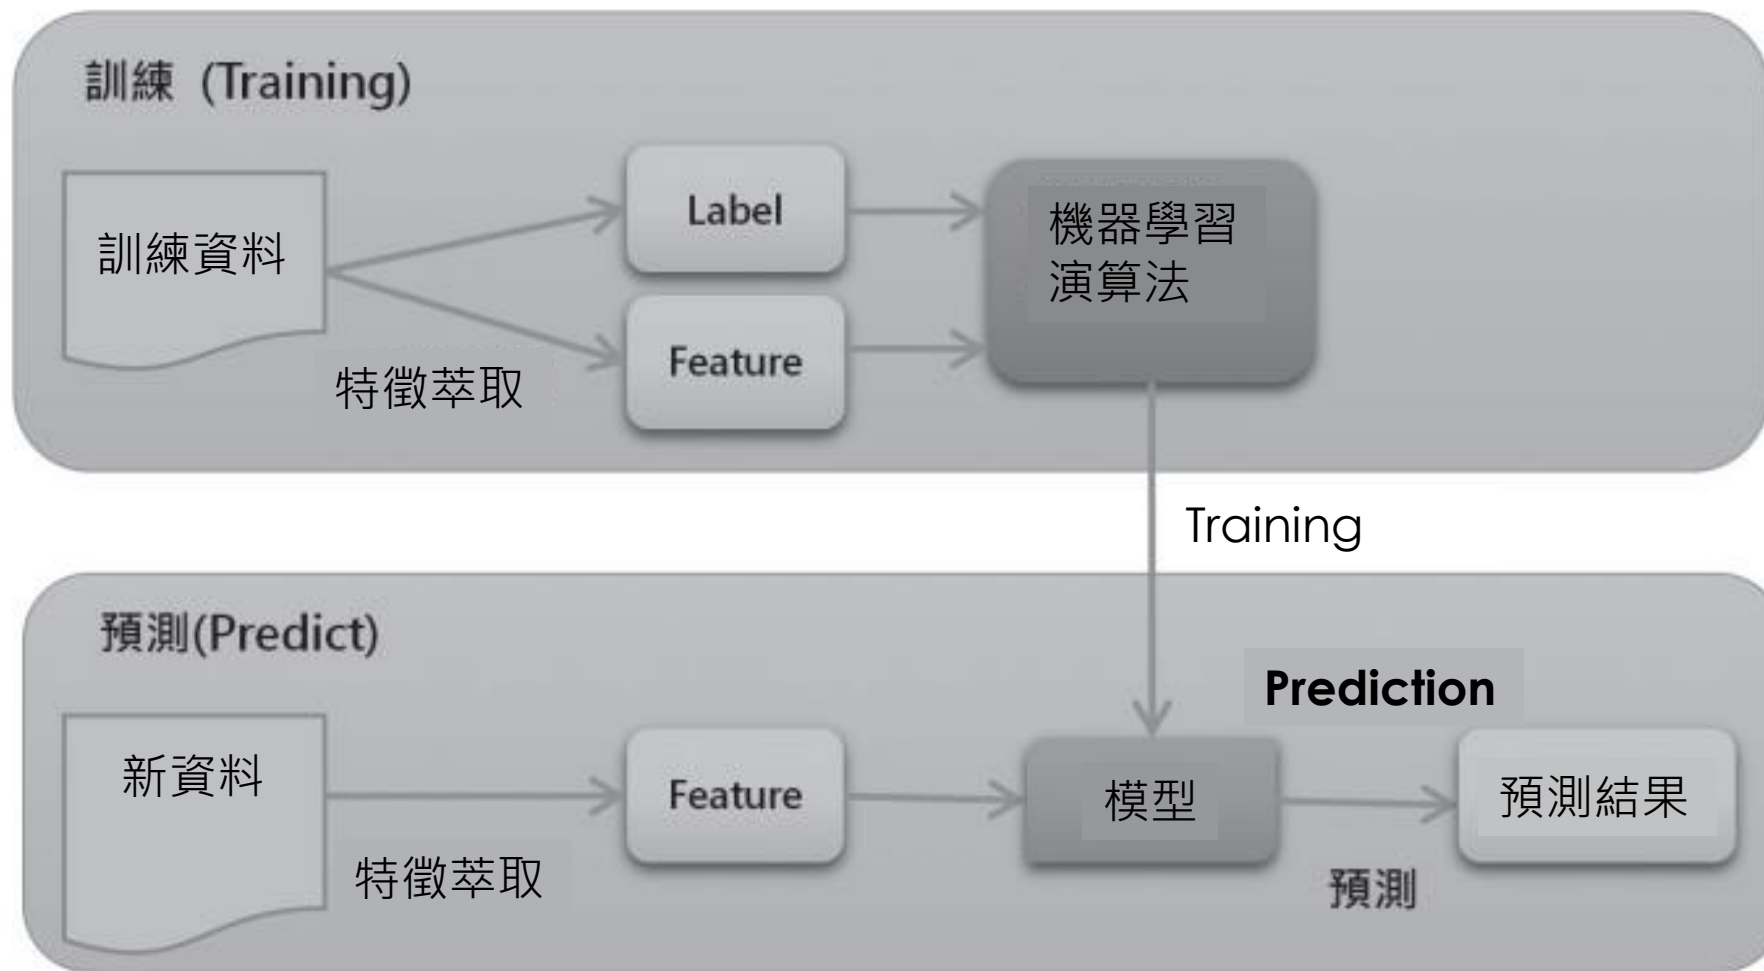 訓練 (Training)
訓練資料
Label
Feature
特徵萃取
機器學習
演算法
Training
預測(Predict)
新資料
特徵萃取
Feature
模型
Prediction
預測
預測結果